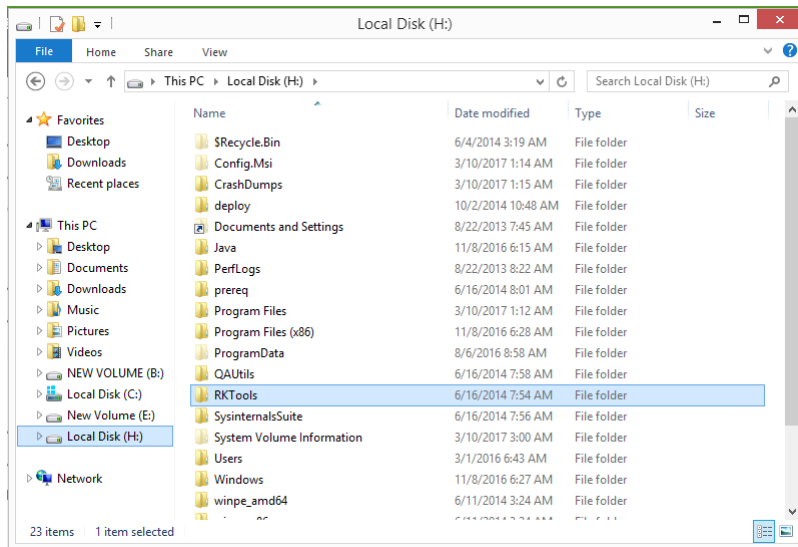 Local Disk (H:)
File Home Share View
This PC Local Disk (H:) Search Local Disk (H:)
Name Date modified Type Size
Favorites
Desktop
Downloads
Recent places
This PC
Desktop
Documents
Downloads
Music
Pictures
Videos
NEW VOLUME (B:)
Local Disk (C:)
New Volume (E:)
Local Disk (H:)
Network
$Recycle.Bin 6/4/2014 3:19 AM File folder
Config.Msi 3/10/2017 1:14 AM File folder
CrashDumps 3/10/2017 1:15 AM File folder
deploy 10/2/2014 10:48 AM File folder
Documents and Settings 8/22/2013 7:45 AM File folder
Java 11/8/2016 6:15 AM File folder
PerfLogs 8/22/2013 8:22 AM File folder
prereq 6/16/2014 8:01 AM File folder
Program Files 3/10/2017 1:12 AM File folder
Program Files (x86) 11/8/2016 6:28 AM File folder
ProgramData 8/6/2016 8:58 AM File folder
QAUtils 6/16/2014 7:58 AM File folder
RKTools 6/16/2014 7:54 AM File folder
SysinternalsSuite 6/16/2014 7:56 AM File folder
System Volume Information 3/10/2017 3:00 AM File folder
Users 3/1/2016 6:43 AM File folder
Windows 11/8/2016 6:27 AM File folder
winpe_amd64 6/11/2014 3:24 AM File folder
23 items 1 item selected